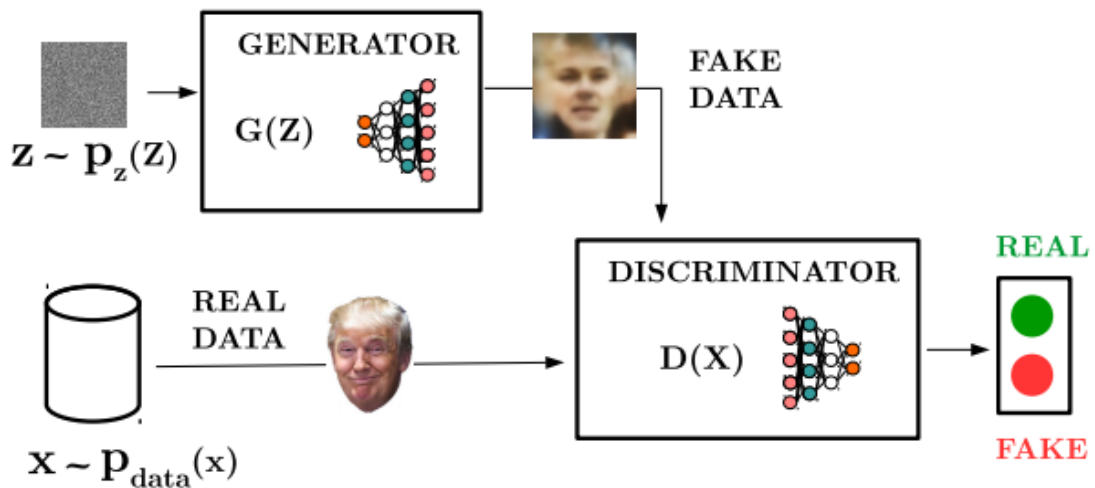 GENERATOR
G(Z)
z ~ p_z(Z)
FAKE
DATA
REAL
DATA
x ~ p_data(x)
DISCRIMINATOR
D(X)
REAL
FAKE